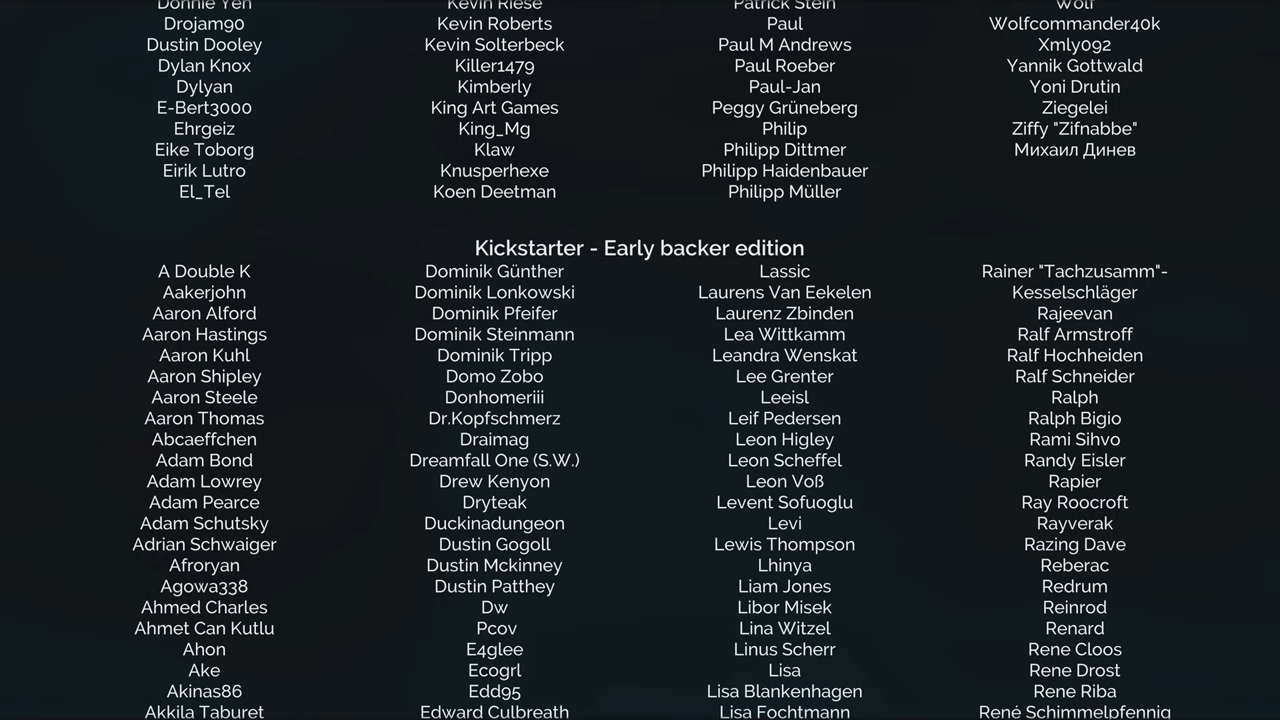 Donnie Yen
Drojam90
Dustin Dooley
Dylan Knox
Dylyan
E-Bert3000
Ehrgeiz
Eike Toborg
Eirik Lutro
El_Tel
Kevin Riese
Kevin Roberts
Kevin Solterbeck
Killer1479
Kimberly
King Art Games
King_Mg
Klaw
Knusperhexe
Koen Deetman
Patrick Stein
Paul
Paul M Andrews
Paul Roeber
Paul-Jan
Peggy Grüneberg
Philip
Philipp Dittmer
Philipp Haidenbauer
Philipp Müller
Wolf
Wolfcommander40k
Xmly092
Yannik Gottwald
Yoni Drutin
Ziegelei
Ziffy "Zifnabbe"
Михаил Динев
Kickstarter - Early backer edition
A Double K
Aakerjohn
Aaron Alford
Aaron Hastings
Aaron Kuhl
Aaron Shipley
Aaron Steele
Aaron Thomas
Abcaeffchen
Adam Bond
Adam Lowrey
Adam Pearce
Adam Schutsky
Adrian Schwaiger
Afroryan
Agowa338
Ahmed Charles
Ahmet Can Kutlu
Ahon
Ake
Akinas86
Akkila Taburet
Dominik Günther
Dominik Lonkowski
Dominik Pfeifer
Dominik Steinmann
Dominik Tripp
Domo Zobo
Donhomeriii
Dr.Kopfschmerz
Draimag
Dreamfall One (S.W.)
Drew Kenyon
Dryteak
Duckinadungeon
Dustin Gogoll
Dustin Mckinney
Dustin Patthey
Dw
Pcov
E4glee
Ecogrl
Edd95
Edward Culbreath
Lassic
Laurens Van Eekelen
Laurenz Zbinden
Lea Wittkamm
Leandra Wenskat
Lee Grenter
Leeisl
Leif Pedersen
Leon Higley
Leon Scheffel
Leon Voß
Levent Sofuoglu
Levi
Lewis Thompson
Lhinya
Liam Jones
Libor Misek
Lina Witzel
Linus Scherr
Lisa
Lisa Blankenhagen
Lisa Fochtmann
Rainer "Tachzusamm"-
Kesselschläger
Rajeevan
Ralf Armstroff
Ralf Hochheiden
Ralf Schneider
Ralph
Ralph Bigio
Rami Sihvo
Randy Eisler
Rapier
Ray Roocroft
Rayverak
Razing Dave
Reberac
Redrum
Reinrod
Renard
Rene Cloos
Rene Drost
Rene Riba
René Schimmelpfennig